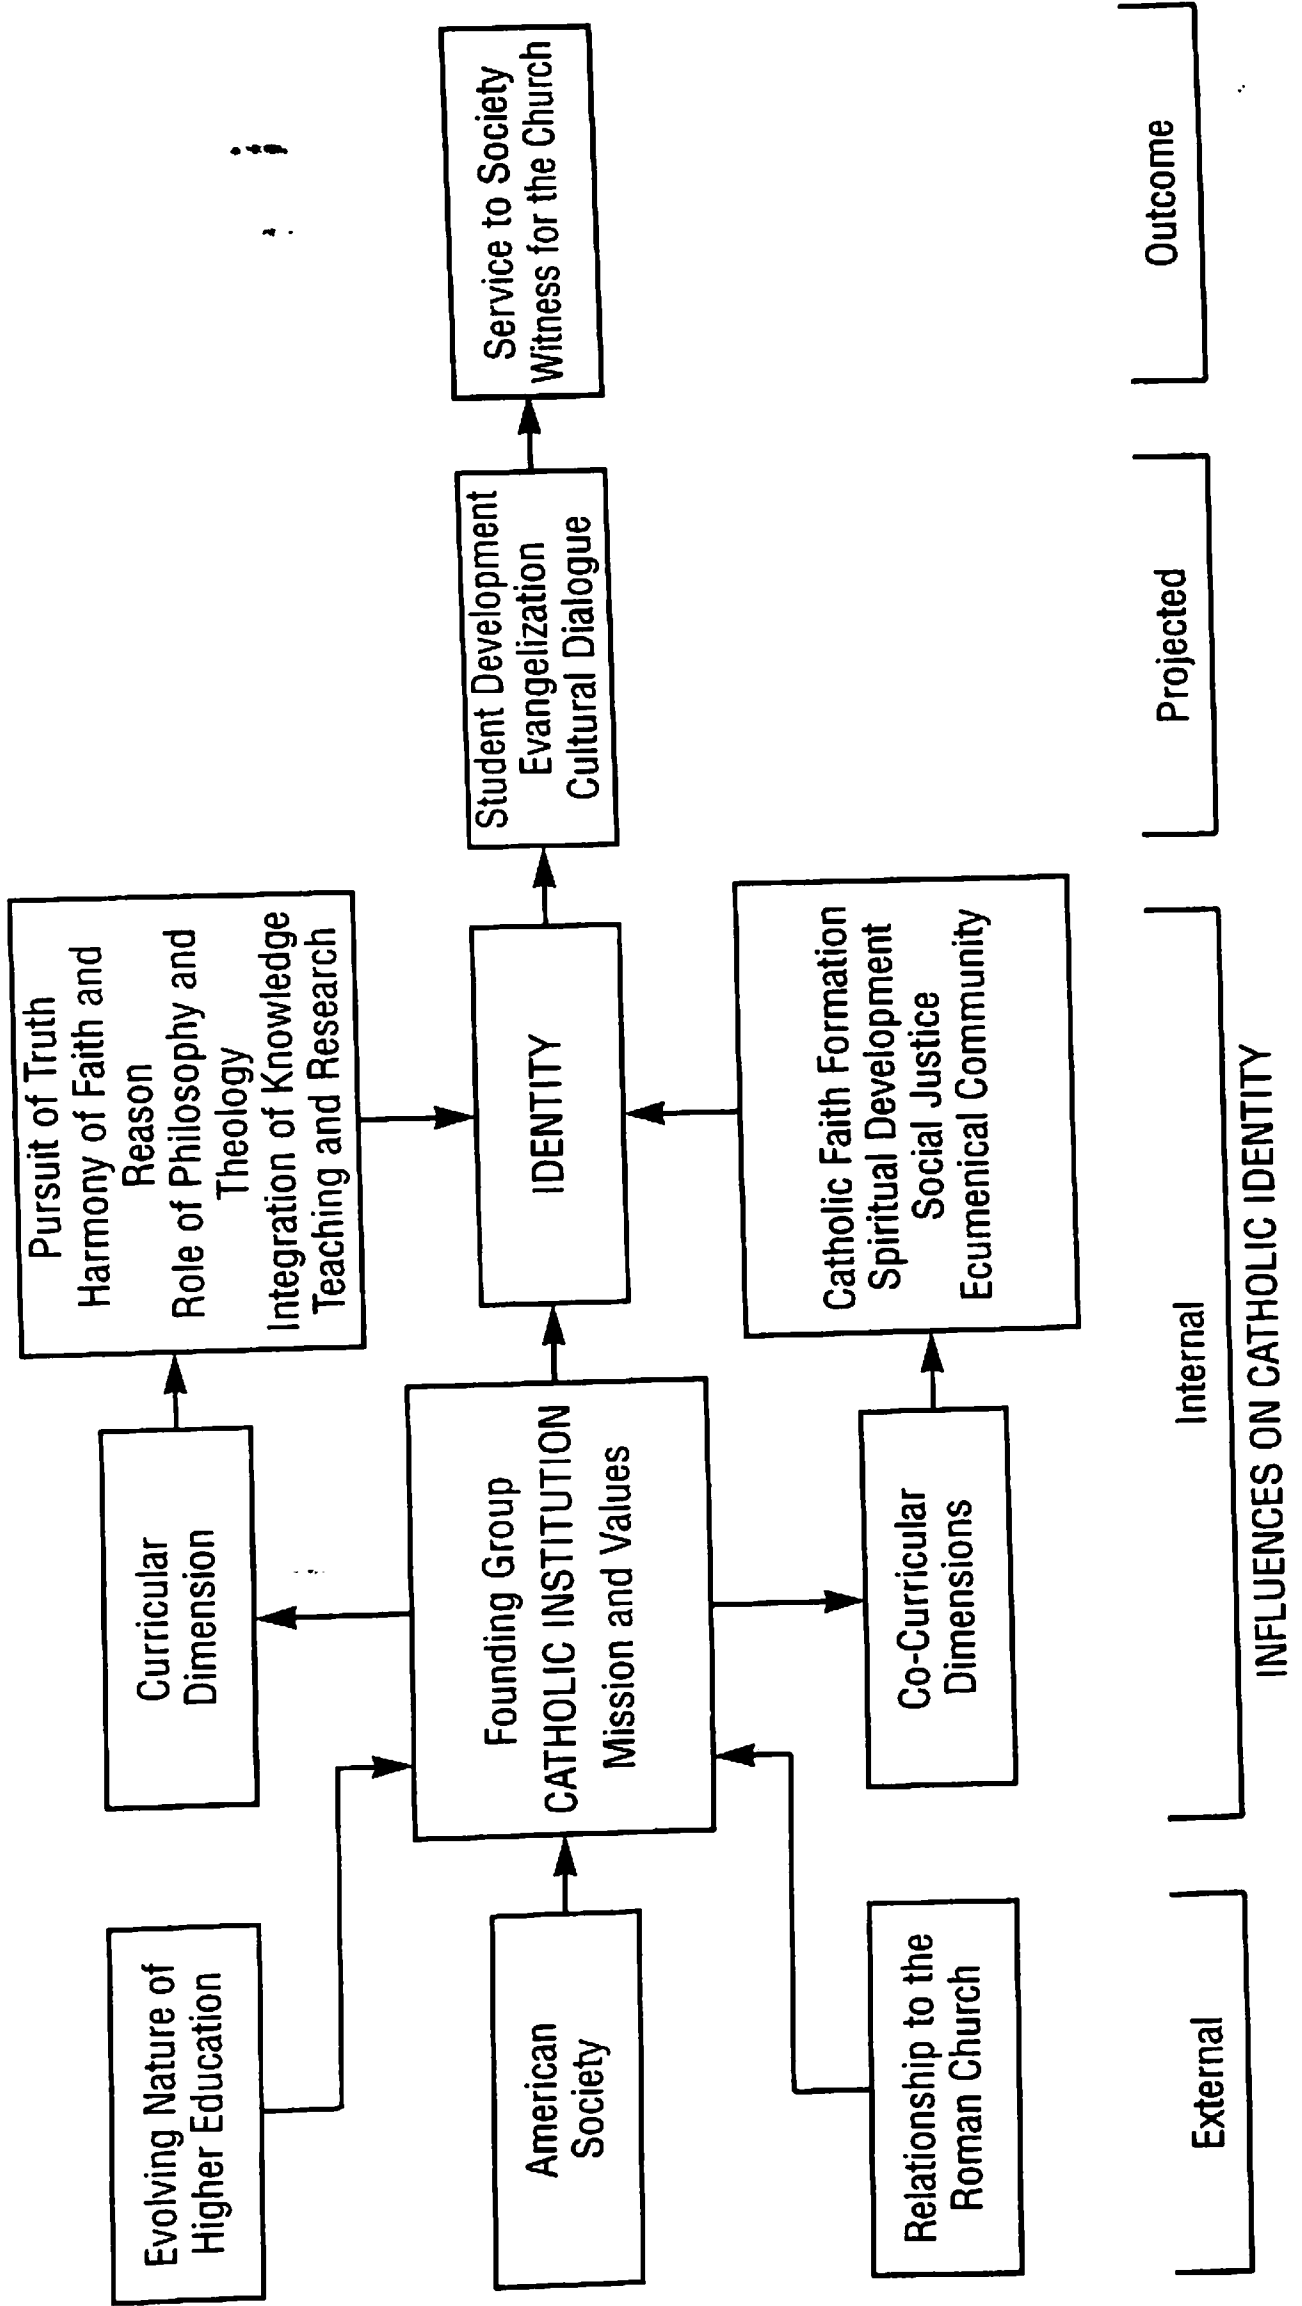 Evolving Nature of
Higher Education
American
Society
Relationship to the
Roman Church
Curricular
Dimension
Founding Group
CATHOLIC INSTITUTION
Mission and Values
Co-Curricular
Dimensions
Pursuit of Truth
Harmony of Faith and
Reason
Role of Philosophy and
Theology
Integration of Knowledge
Teaching and Research
IDENTITY
Catholic Faith Formation
Spiritual Development
Social Justice
Ecumenical Community
Student Development
Evangelization
Cultural Dialogue
Service to Society
Witness for the Church
External
Internal
Projected
Outcome
INFLUENCES ON CATHOLIC IDENTITY